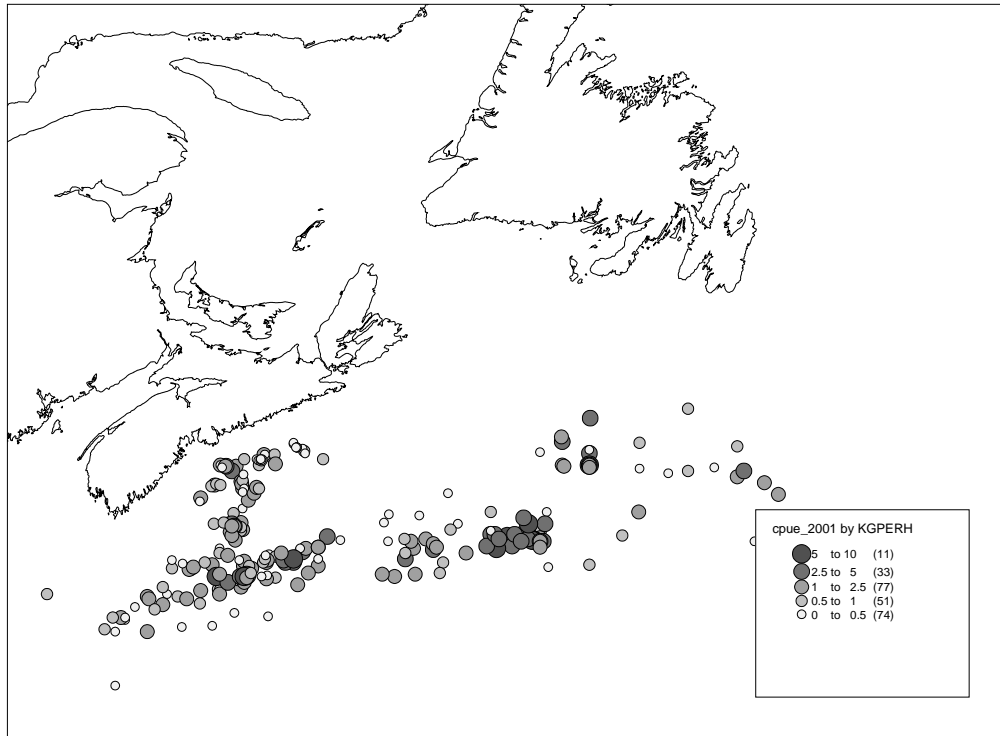 cpue_2001 by KGPERH
5 to 10 (11)
2.5 to 5 (33)
1 to 2.5 (77)
0.5 to 1 (51)
0 to 0.5 (74)